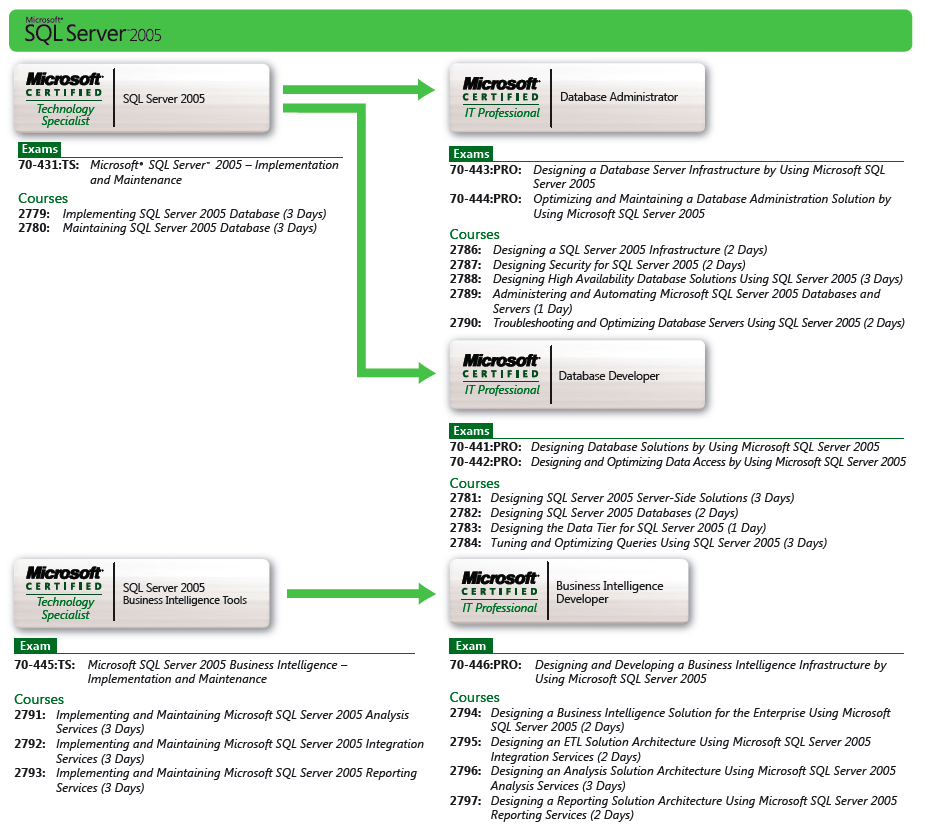 Microsoft®
SQL Server™2005
Microsoft®
CERTIFIED
Technology
Specialist
SQL Server 2005
Exams
70-431:TS: Microsoft® SQL Server™ 2005 – Implementation
and Maintenance
Courses
2779: Implementing SQL Server 2005 Database (3 Days)
2780: Maintaining SQL Server 2005 Database (3 Days)
Microsoft®
CERTIFIED
IT Professional
Database Administrator
Exams
70-443:PRO: Designing a Database Server Infrastructure by Using Microsoft SQL
Server 2005
70-444:PRO: Optimizing and Maintaining a Database Administration Solution by
Using Microsoft SQL Server 2005
Courses
2786: Designing a SQL Server 2005 Infrastructure (2 Days)
2787: Designing Security for SQL Server 2005 (2 Days)
2788: Designing High Availability Database Solutions Using SQL Server 2005 (3 Days)
2789: Administering and Automating Microsoft SQL Server 2005 Databases and
Servers (1 Day)
2790: Troubleshooting and Optimizing Database Servers Using SQL Server 2005 (2 Days)
Microsoft®
CERTIFIED
IT Professional
Database Developer
Exams
70-441:PRO: Designing Database Solutions by Using Microsoft SQL Server 2005
70-442:PRO: Designing and Optimizing Data Access by Using Microsoft SQL Server 2005
Courses
2781: Designing SQL Server 2005 Server-Side Solutions (3 Days)
2782: Designing SQL Server 2005 Databases (2 Days)
2783: Designing the Data Tier for SQL Server 2005 (1 Day)
2784: Tuning and Optimizing Queries Using SQL Server 2005 (3 Days)
Microsoft®
CERTIFIED
Technology
Specialist
SQL Server 2005
Business Intelligence Tools
Exam
70-445:TS: Microsoft SQL Server 2005 Business Intelligence –
Implementation and Maintenance
Courses
2791: Implementing and Maintaining Microsoft SQL Server 2005 Analysis
Services (3 Days)
2792: Implementing and Maintaining Microsoft SQL Server 2005 Integration
Services (3 Days)
2793: Implementing and Maintaining Microsoft SQL Server 2005 Reporting
Services (3 Days)
Microsoft®
CERTIFIED
IT Professional
Business Intelligence
Developer
Exam
70-446:PRO: Designing and Developing a Business Intelligence Infrastructure by
Using Microsoft SQL Server 2005
Courses
2794: Designing a Business Intelligence Solution for the Enterprise Using Microsoft
SQL Server 2005 (2 Days)
2795: Designing an ETL Solution Architecture Using Microsoft SQL Server 2005
Integration Services (2 Days)
2796: Designing an Analysis Solution Architecture Using Microsoft SQL Server 2005
Analysis Services (3 Days)
2797: Designing a Reporting Solution Architecture Using Microsoft SQL Server 2005
Reporting Services (2 Days)